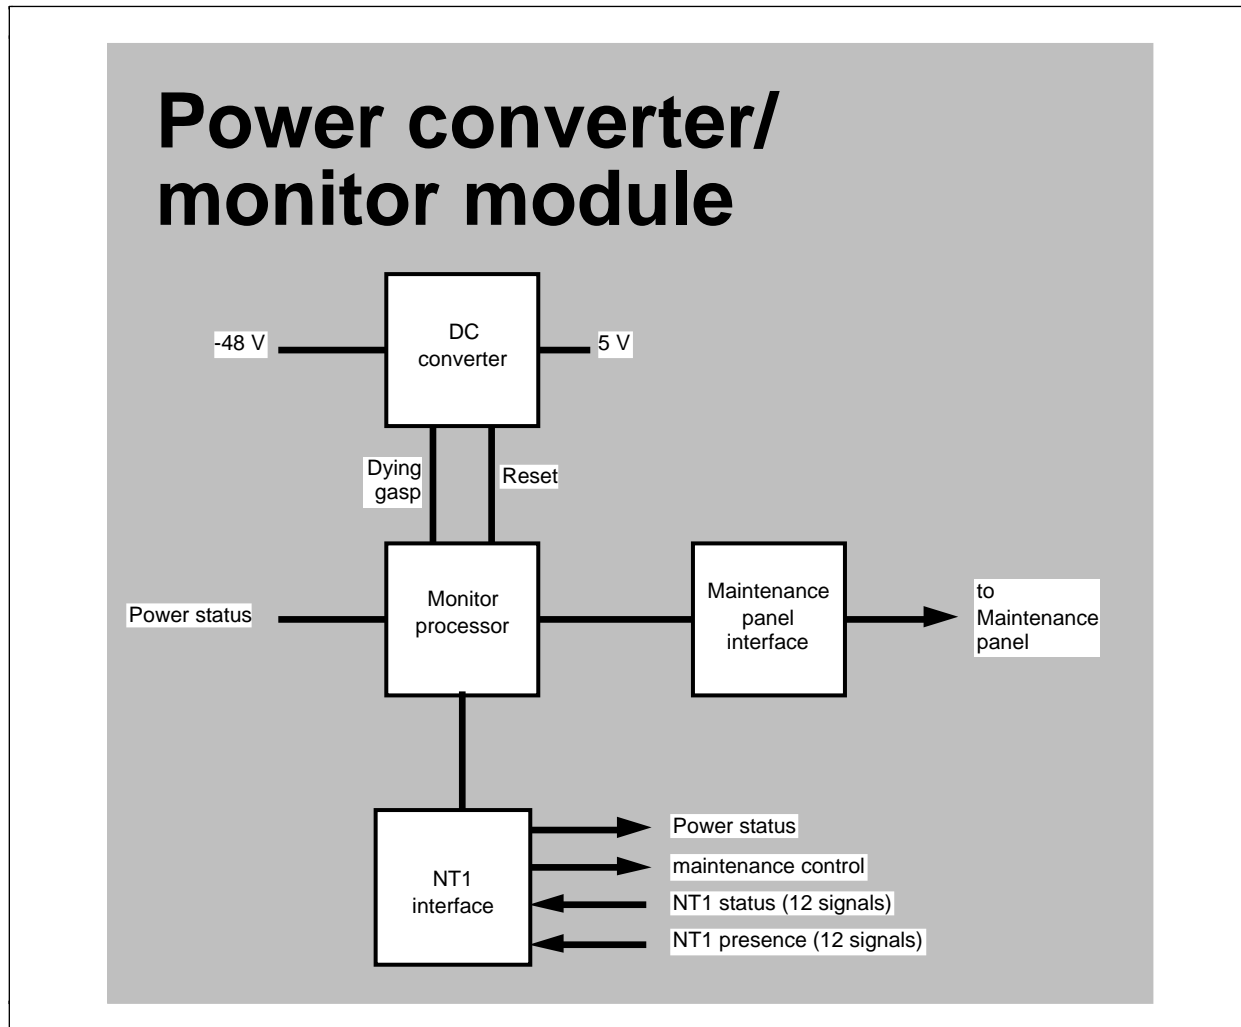 Power converter/
monitor module
DC
converter
-48 V
5 V
Dying
gasp
Reset
Power status
Monitor
processor
Maintenance
panel
interface
to
Maintenance
panel
NT1
interface
Power status
maintenance control
NT1 status (12 signals)
NT1 presence (12 signals)